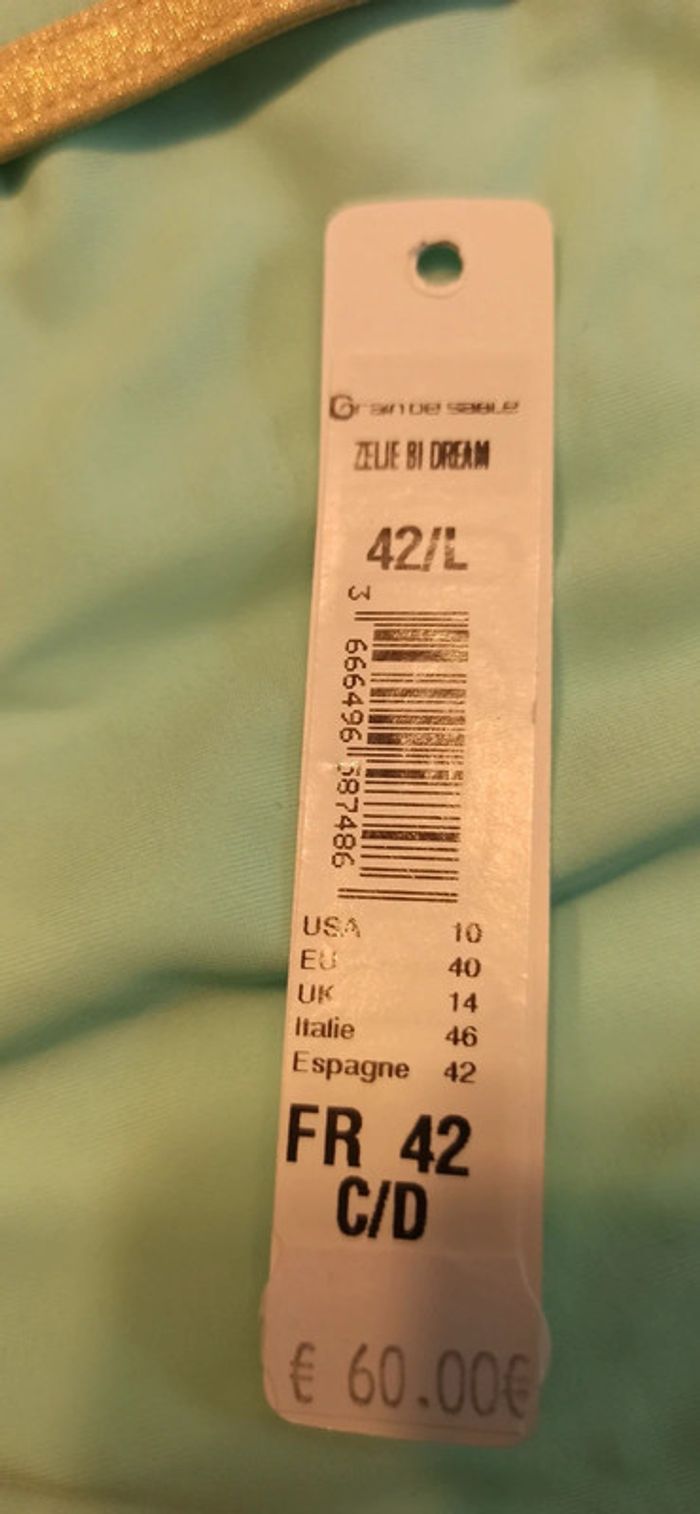 Grain de sable
ZELIE BI DREAM
42/L
3 666496 587486
USA 10
EU 40
UK 14
Italie 46
Espagne 42
FR 42
C/D
€ 60.00€